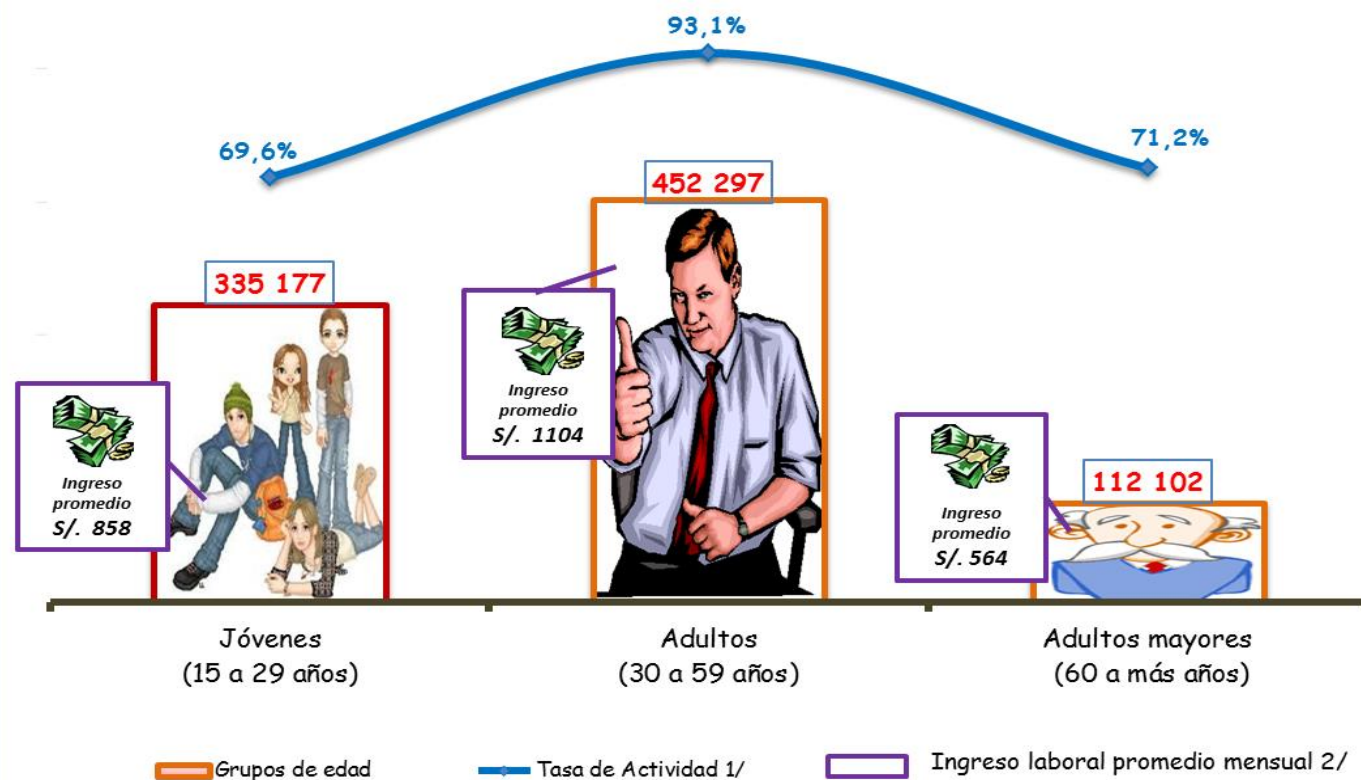 93,1%
69,6%
71,2%
452 297
335 177
112 102
Ingreso
promedio
S/. 858
Ingreso
promedio
S/. 1104
Ingreso
promedio
S/. 564
Jóvenes
(15 a 29 años)
Adultos
(30 a 59 años)
Adultos mayores
(60 a más años)
Grupos de edad
Tasa de Actividad 1/
Ingreso laboral promedio mensual 2/